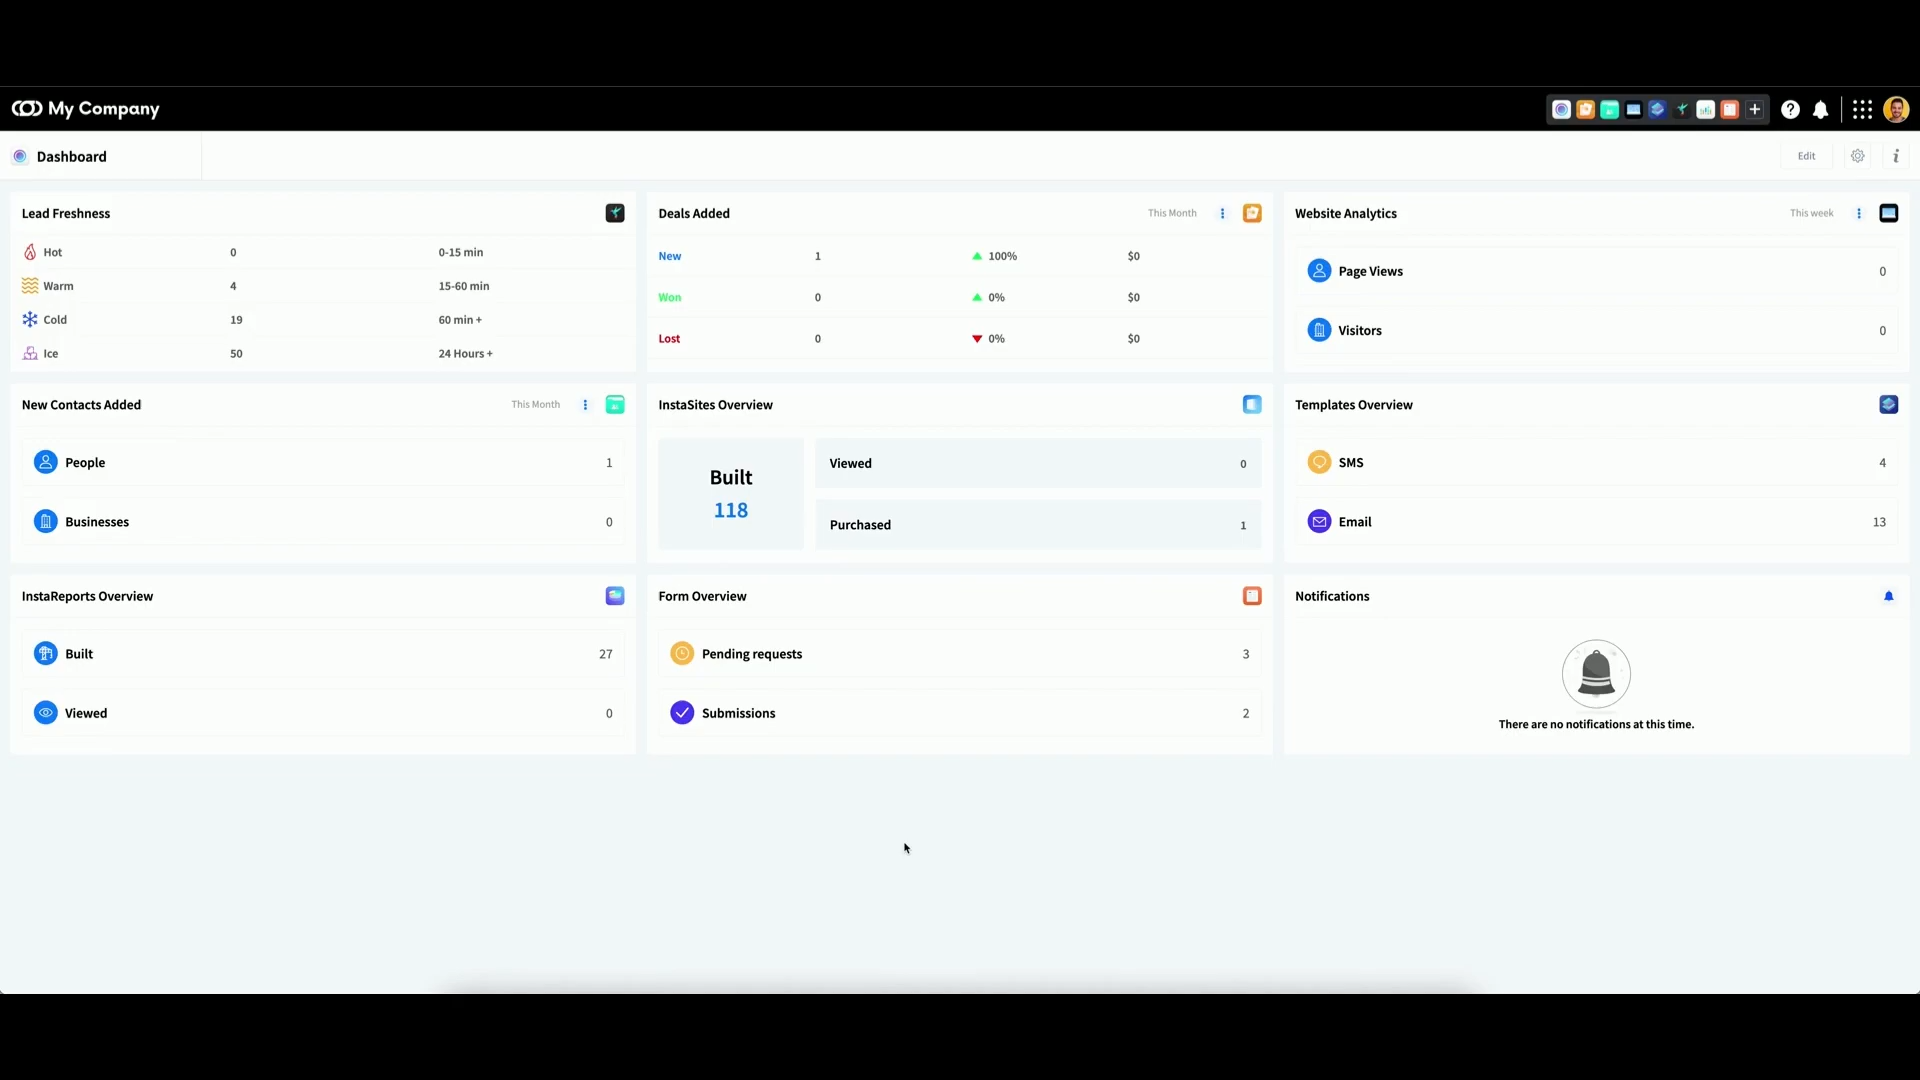 My Company
Dashboard
Edit
Lead Freshness
Hot 0 0-15 min
Warm 4 15-60 min
Cold 19 60 min +
Ice 50 24 Hours +
Deals Added This Month
New 1 100% $0
Won 0 0% $0
Lost 0 0% $0
Website Analytics This week
Page Views 0
Visitors 0
New Contacts Added This Month
People 1
Businesses 0
InstaSites Overview
Built
118
Viewed 0
Purchased 1
Templates Overview
SMS 4
Email 13
InstaReports Overview
Built 27
Viewed 0
Form Overview
Pending requests 3
Submissions 2
Notifications
There are no notifications at this time.